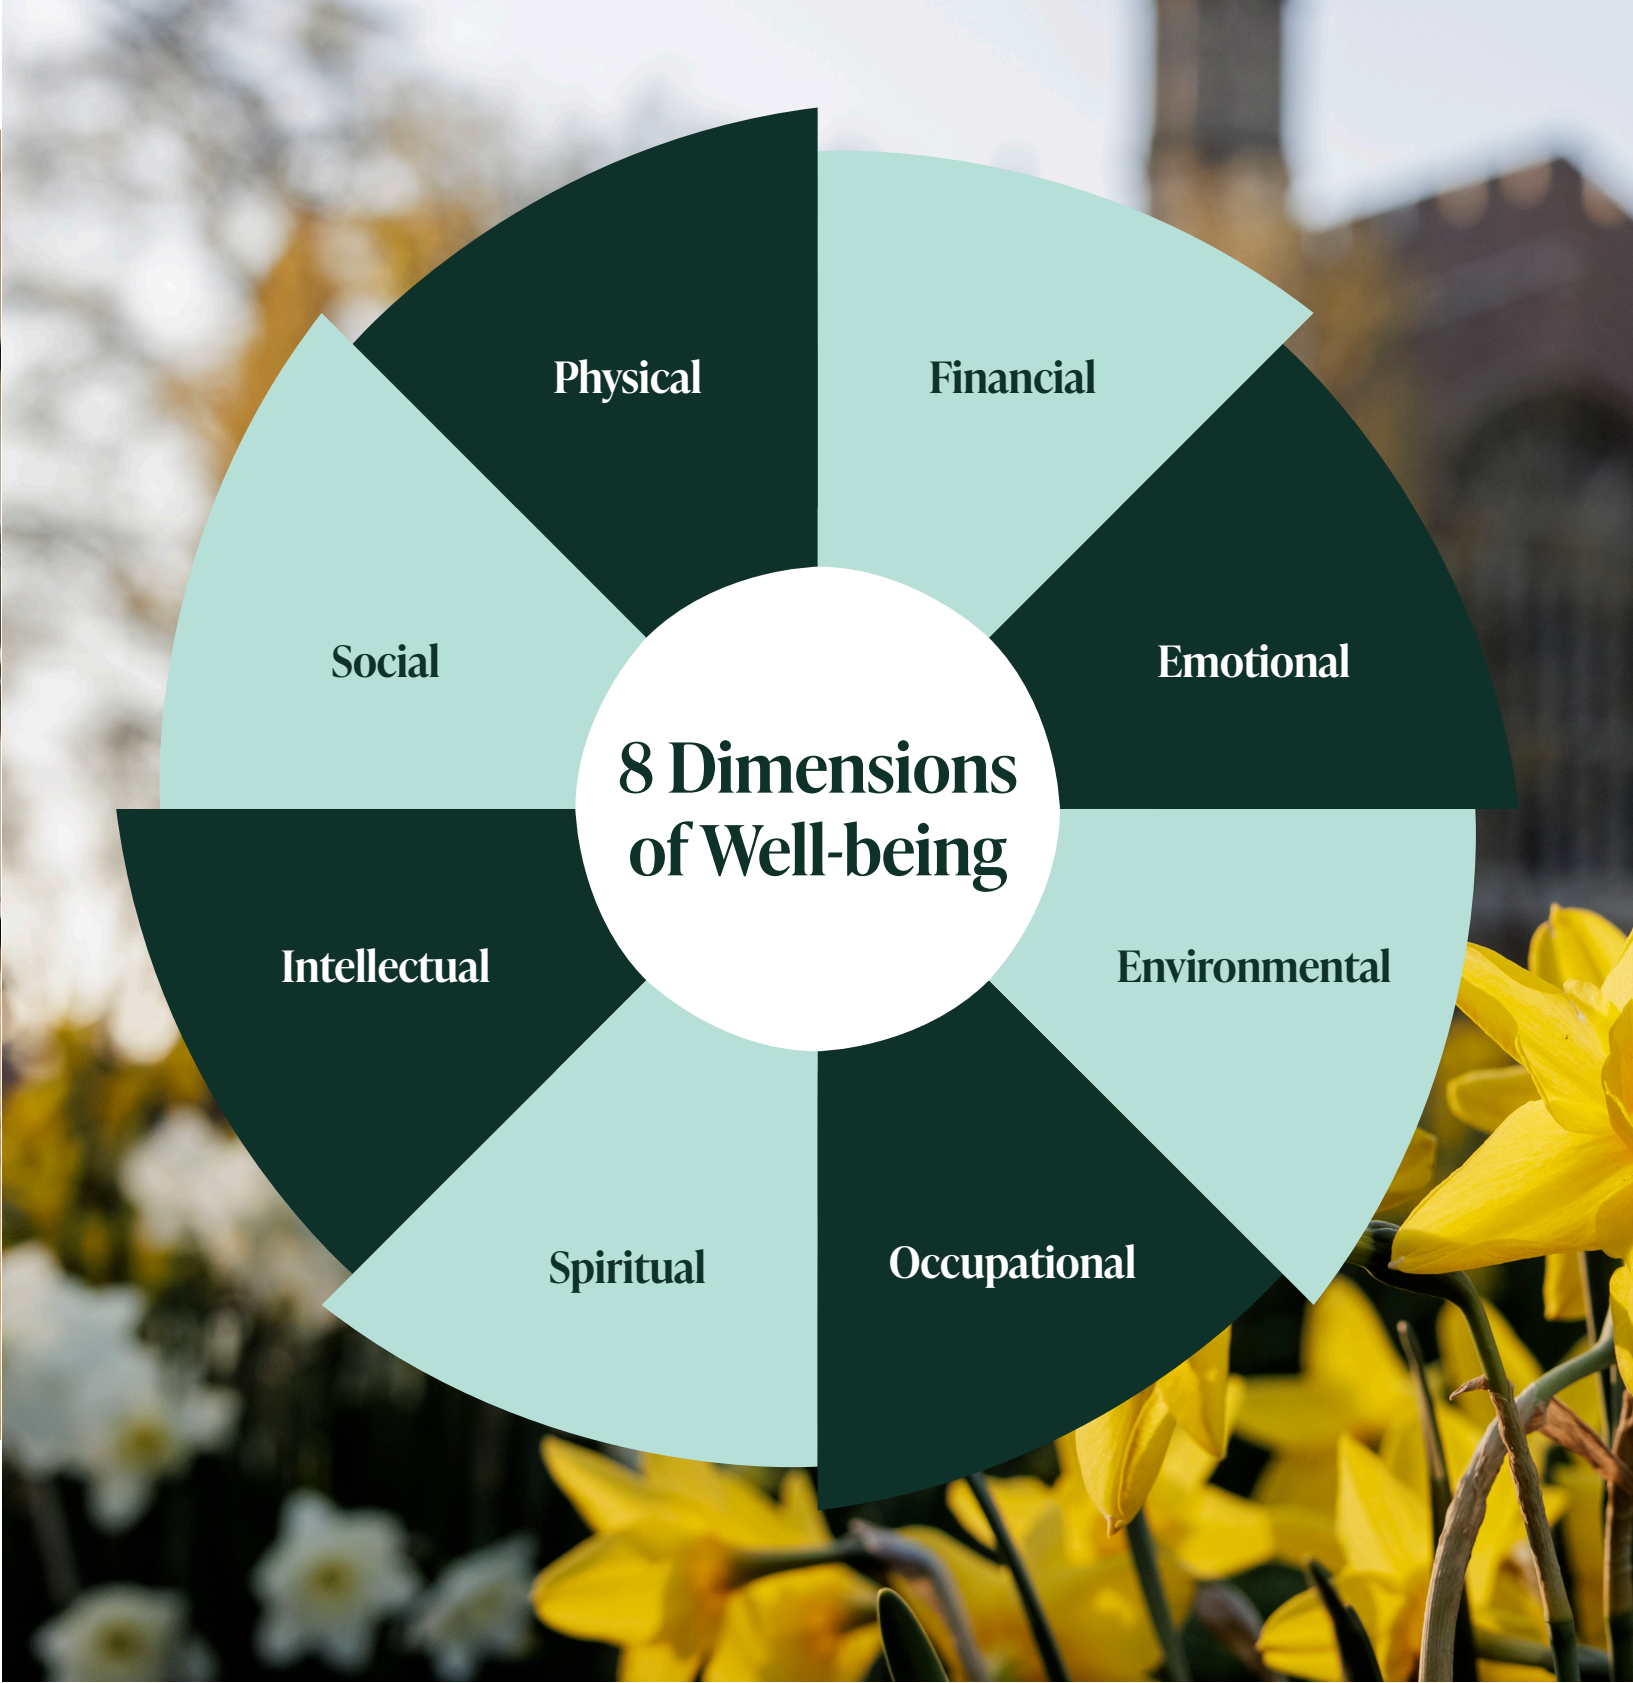 Physical
Financial
Social
Emotional
8 Dimensions
of Well-being
Intellectual
Environmental
Spiritual
Occupational